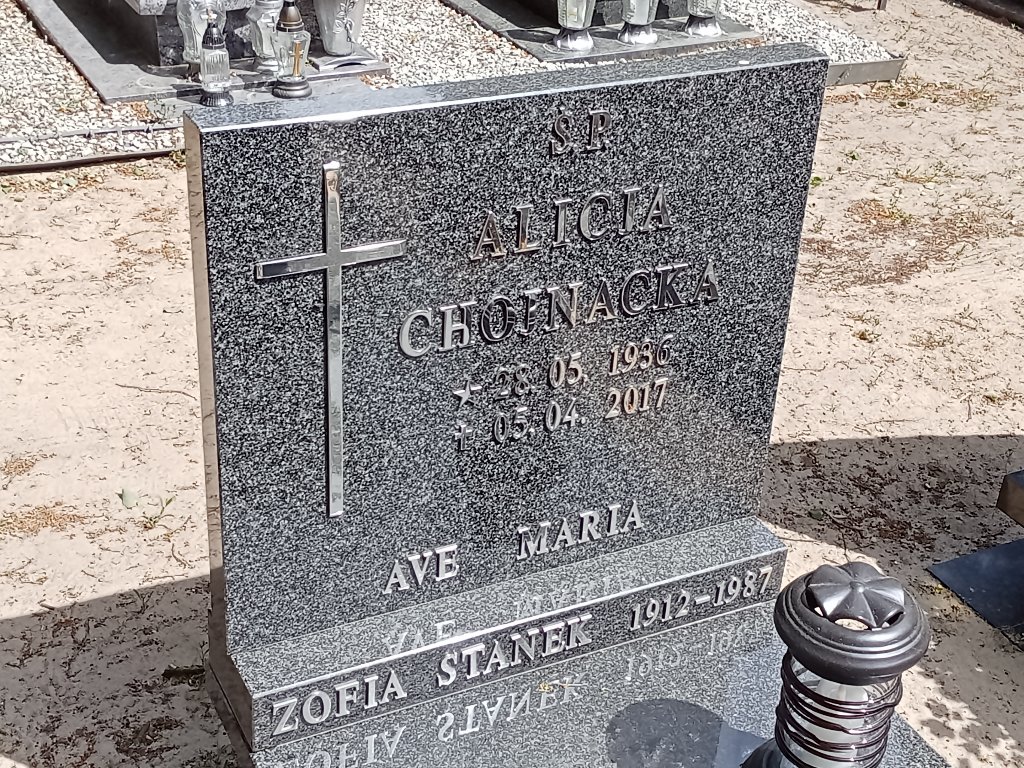 Ś.P.
ALICJA
CHOJNACKA
★ 28.05. 1936
† 05.04. 2017
AVE MARIA
ZOFIA STANEK 1912-1987